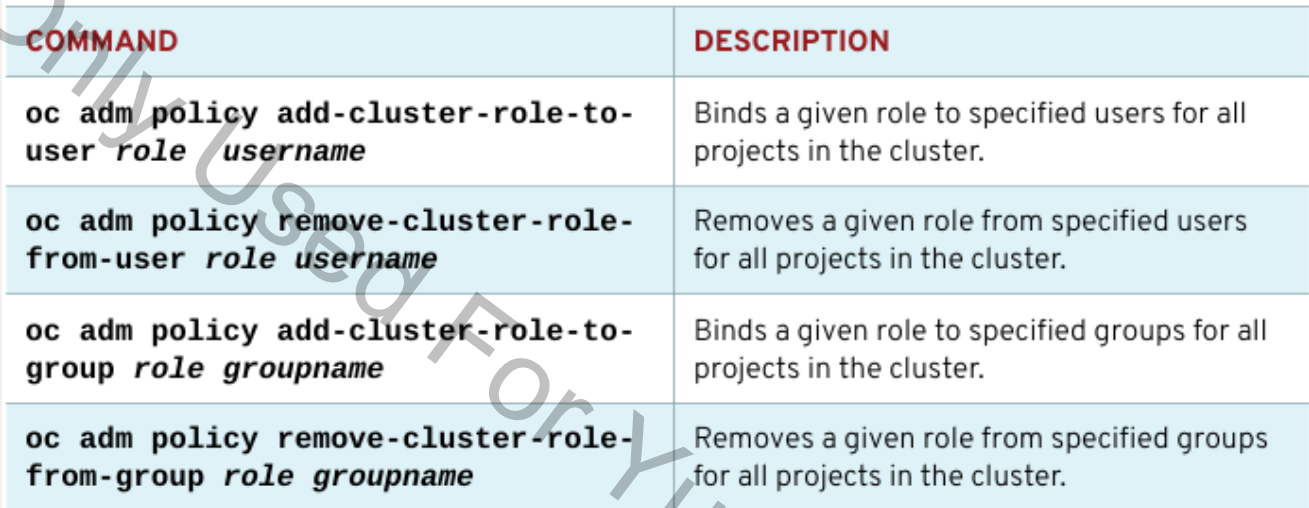 COMMAND DESCRIPTION
oc adm policy add-cluster-role-to- Binds a given role to specified users for all
user role username projects in the cluster.
oc adm policy remove-cluster-role- Removes a given role from specified users
from-user role username for all projects in the cluster.
oc adm policy add-cluster-role-to- Binds a given role to specified groups for all
group role groupname projects in the cluster.
oc adm policy remove-cluster-role- Removes a given role from specified groups
from-group role groupname for all projects in the cluster.
Only Used For